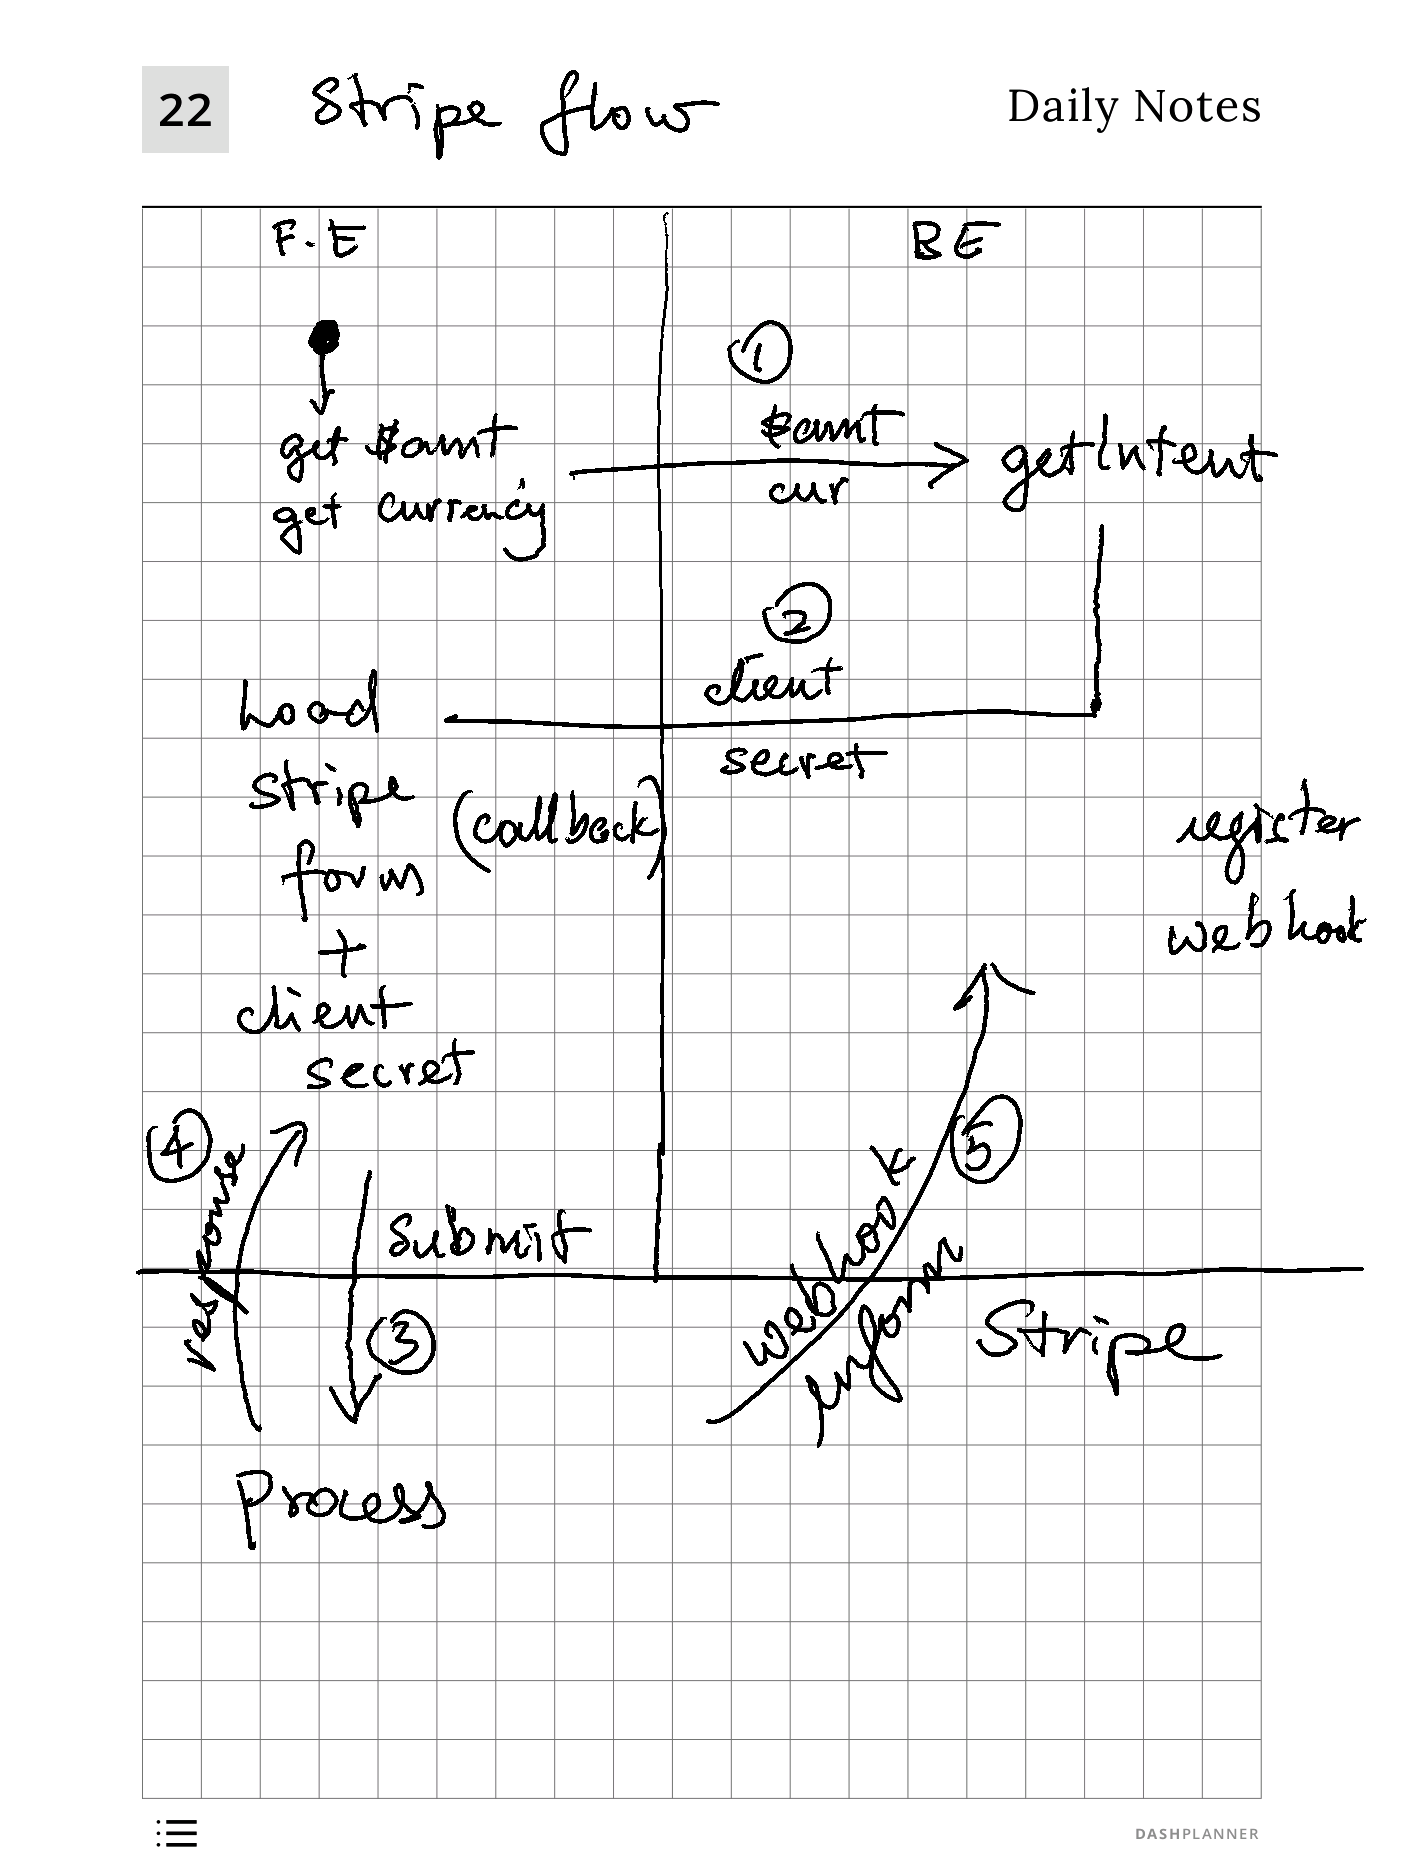 22
Stripe flow
Daily Notes
F.E
BE
1
get $amt
get currency
$amt
cur
getIntent
2
client
secret
Load
stripe
form
+
client
secret
(callback)
register
webhook
4
response
submit
3
Process
5
webhook
inform
Stripe
DASHPLANNER